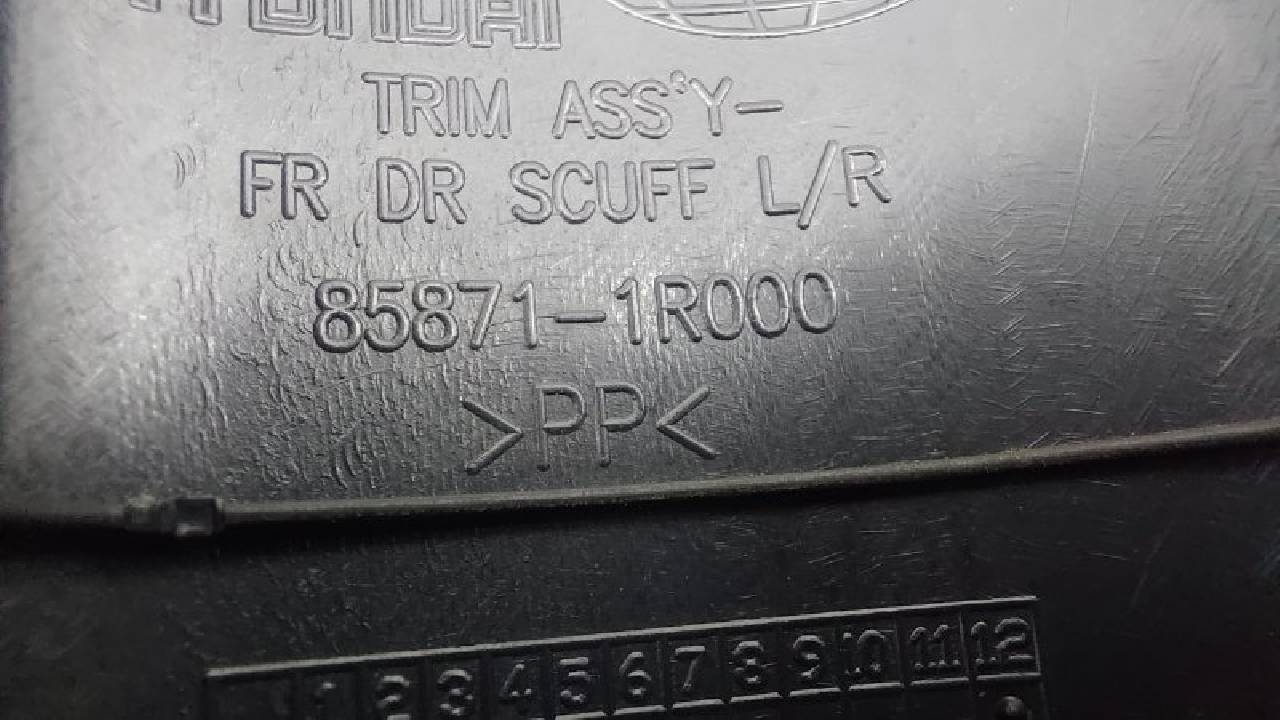 HYUNDAI
TRIM ASS'Y-
FR DR SCUFF L/R
85871-1R000
>PP<
1 2 3 4 5 6 7 8 9 10 11 12